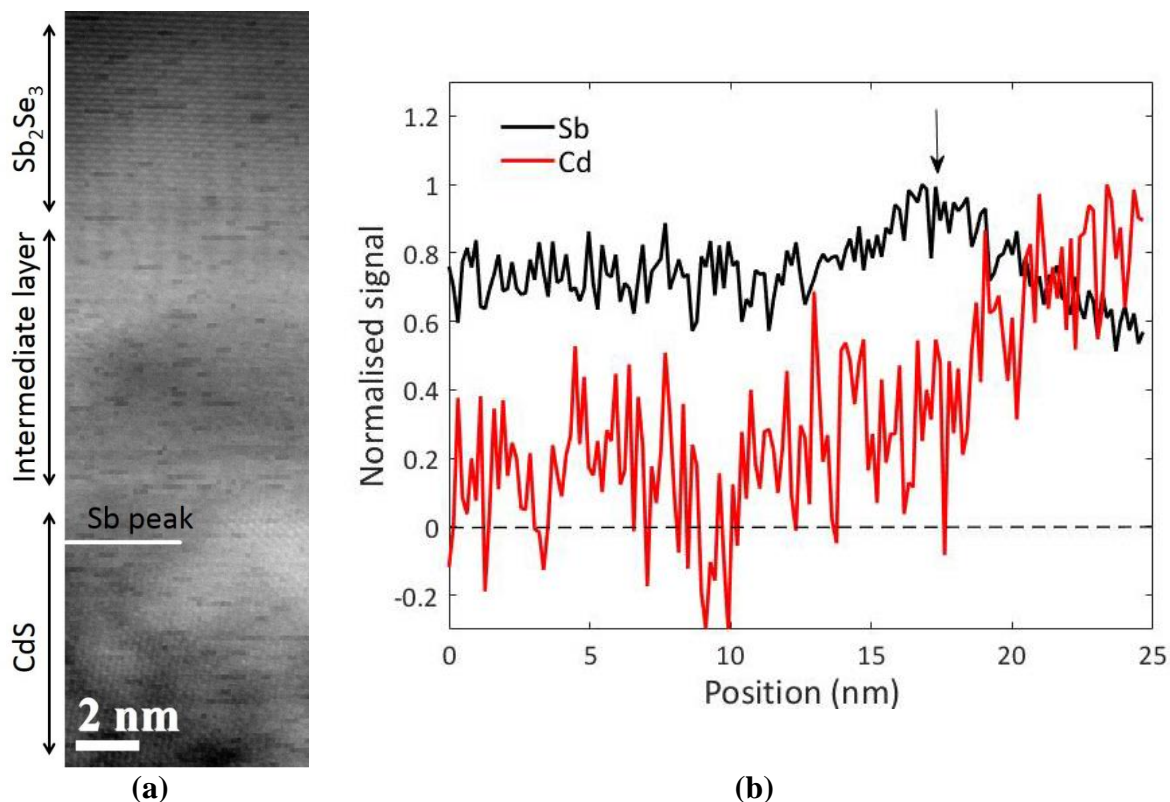 Sb₂Se₃
Intermediate layer
Sb peak
CdS
2 nm
(a)
Normalised signal
1.2
1
0.8
0.6
0.4
0.2
0
-0.2
Sb
Cd
0
5
10
15
20
25
Position (nm)
(b)